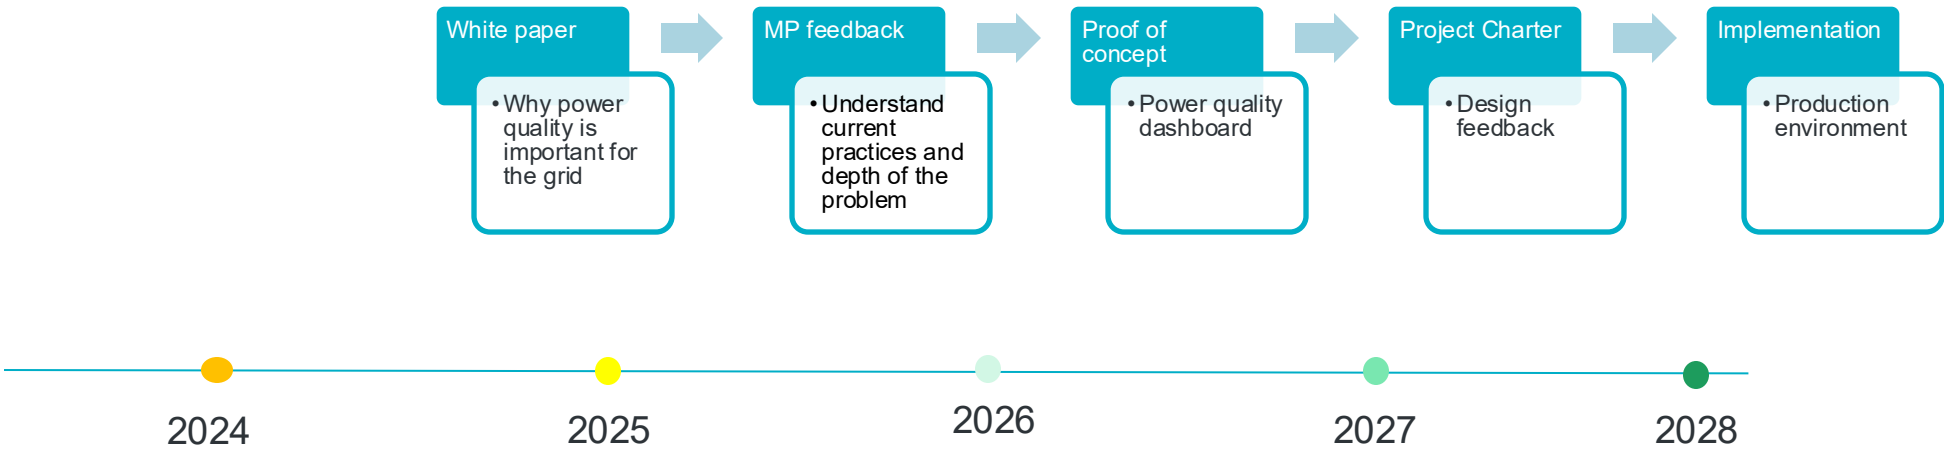 White paper
• Why power
quality is
important for
the grid
MP feedback
• Understand
current
practices and
depth of the
problem
Proof of
concept
• Power quality
dashboard
Project Charter
• Design
feedback
Implementation
• Production
environment
2024
2025
2026
2027
2028